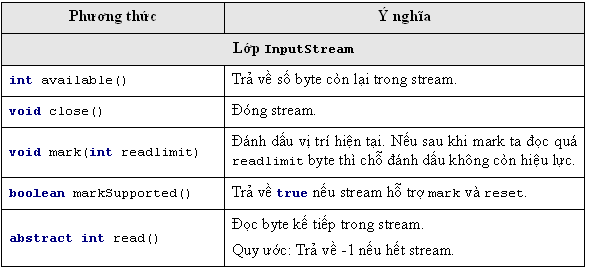 Phương thức	Ý nghĩa
Lớp InputStream
int available()	Trả về số byte còn lại trong stream.
void close()	Đóng stream.
void mark(int readlimit)	Đánh dấu vị trí hiện tại. Nếu sau khi mark ta đọc quá
readlimit byte thì chỗ đánh dấu không còn hiệu lực.
boolean markSupported()	Trả về true nếu stream hỗ trợ mark và reset.
abstract int read()	Đọc byte kế tiếp trong stream.
Quy ước: Trả về -1 nếu hết stream.